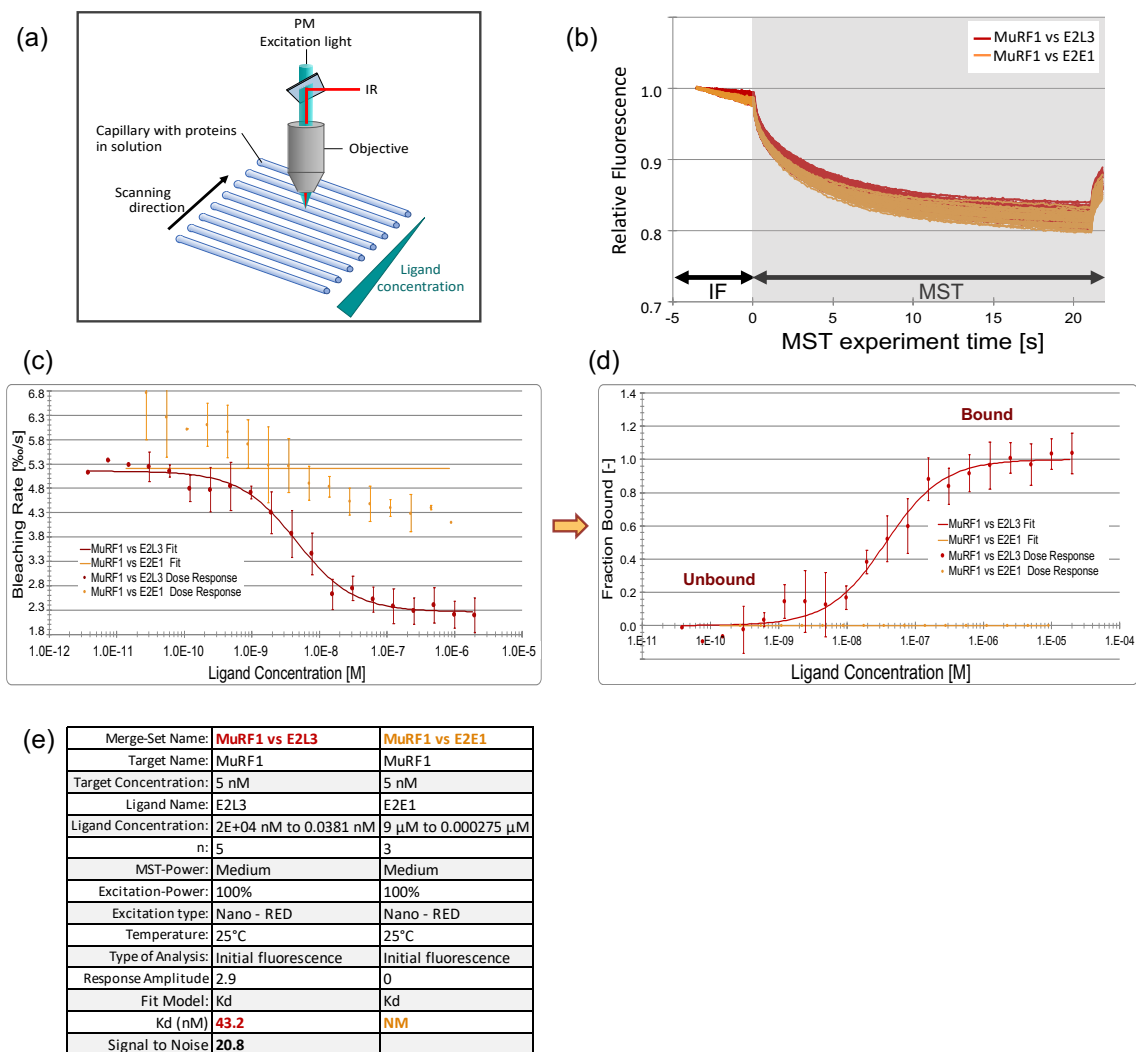 (a)
PM
Excitation light
IR
Capillary with proteins
in solution
Objective
Scanning
direction
Ligand
concentration
(b)
MuRF1 vs E2L3
MuRF1 vs E2E1
Relative Fluorescence
1.0
0.9
0.8
0.7
IF
MST
-5 0 5 10 15 20
MST experiment time [s]
(c)
Bleaching Rate [‰/s]
6.8
6.3
5.8
5.3
4.8
4.3
3.8
3.3
2.8
2.3
1.8
MuRF1 vs E2L3 Fit
MuRF1 vs E2E1 Fit
MuRF1 vs E2L3 Dose Response
MuRF1 vs E2E1 Dose Response
1.0E-12 1.0E-11 1.0E-10 1.0E-9 1.0E-8 1.0E-7 1.0E-6 1.0E-5
Ligand Concentration [M]
(d)
Fraction Bound [-]
1.4
1.2
1.0
0.8
0.6
0.4
0.2
0.0
Bound
Unbound
MuRF1 vs E2L3 Fit
MuRF1 vs E2E1 Fit
MuRF1 vs E2L3 Dose Response
MuRF1 vs E2E1 Dose Response
1.E-11 1.E-10 1.E-09 1.E-08 1.E-07 1.E-06 1.E-05 1.E-04
Ligand Concentration [M]
(e)
Merge-Set Name: MuRF1 vs E2L3 MuRF1 vs E2E1
Target Name: MuRF1 MuRF1
Target Concentration: 5 nM 5 nM
Ligand Name: E2L3 E2E1
Ligand Concentration: 2E+04 nM to 0.0381 nM 9 µM to 0.000275 µM
n: 5 3
MST-Power: Medium Medium
Excitation-Power: 100% 100%
Excitation type: Nano - RED Nano - RED
Temperature: 25°C 25°C
Type of Analysis: Initial fluorescence Initial fluorescence
Response Amplitude 2.9 0
Fit Model: Kd Kd
Kd (nM) 43.2 NM
Signal to Noise 20.8